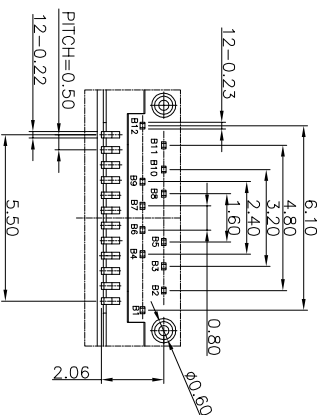 12-0.22
PITCH=0.50
12-0.23
6.10
4.80
3.20
2.40
1.60
0.80
5.50
2.06
ø0.60
B12
B11
B10
B9
B8
B7
B6
B5
B4
B3
B2
B1